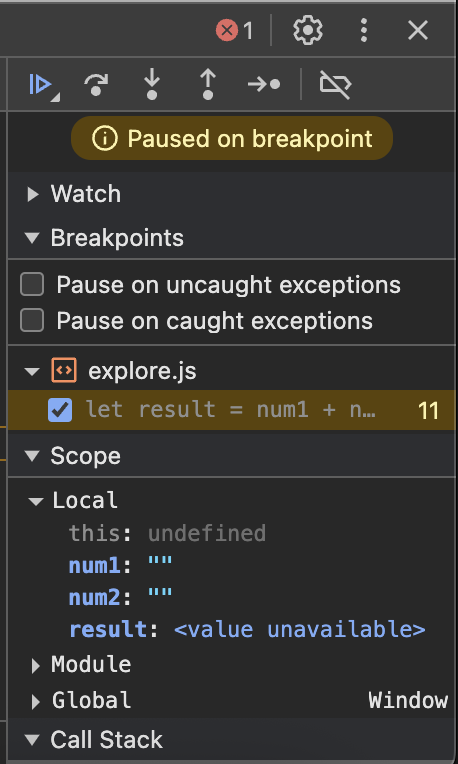 1
Paused on breakpoint
Watch
Breakpoints
Pause on uncaught exceptions
Pause on caught exceptions
explore.js
let result = num1 + n… 11
Scope
Local
this: undefined
num1: ""
num2: ""
result: <value unavailable>
Module
Global Window
Call Stack